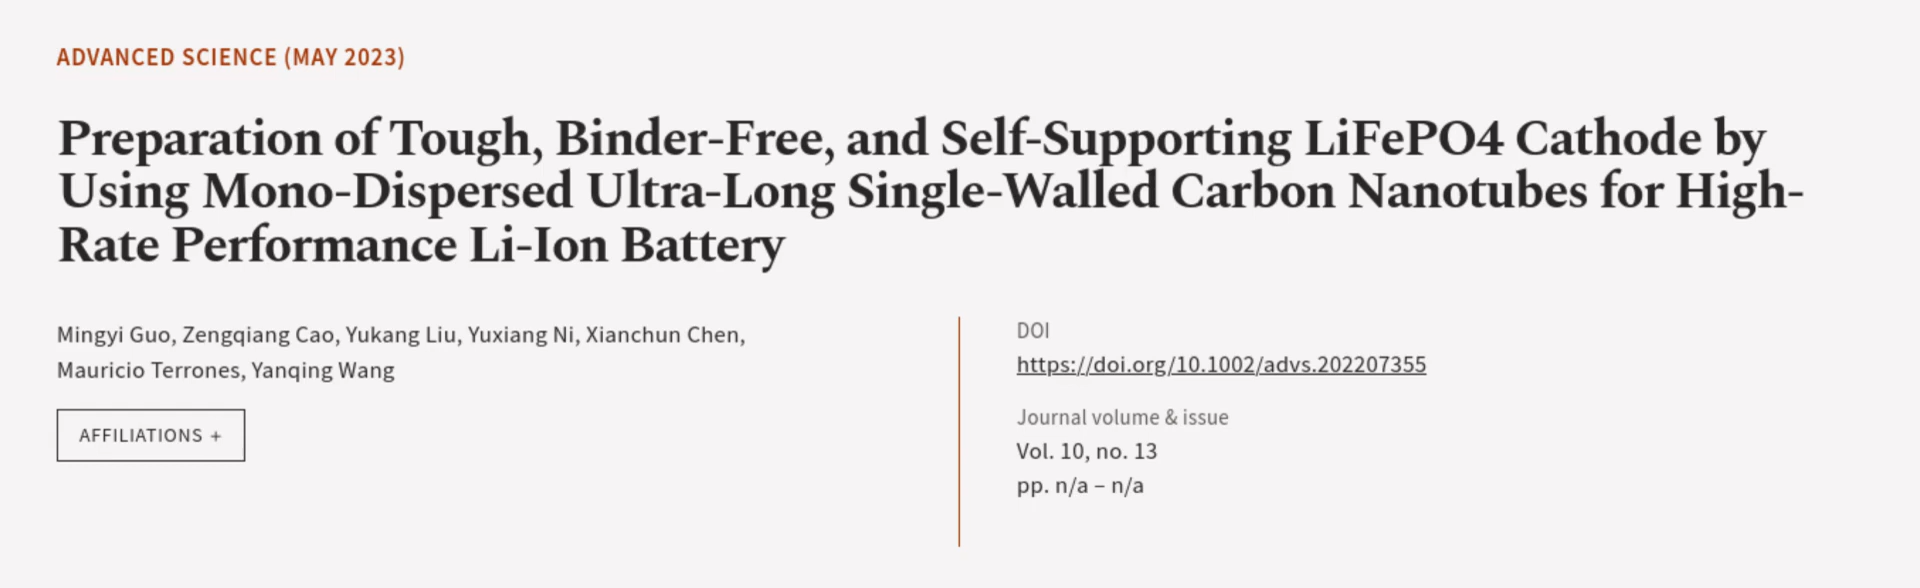 ADVANCED SCIENCE (MAY 2023)
Preparation of Tough, Binder-Free, and Self-Supporting LiFePO4 Cathode by
Using Mono-Dispersed Ultra-Long Single-Walled Carbon Nanotubes for High-
Rate Performance Li-Ion Battery
Mingyi Guo, Zengqiang Cao, Yukang Liu, Yuxiang Ni, Xianchun Chen,
Mauricio Terrones, Yanqing Wang
AFFILIATIONS +
DOI
https://doi.org/10.1002/advs.202207355
Journal volume & issue
Vol. 10, no. 13
pp. n/a – n/a